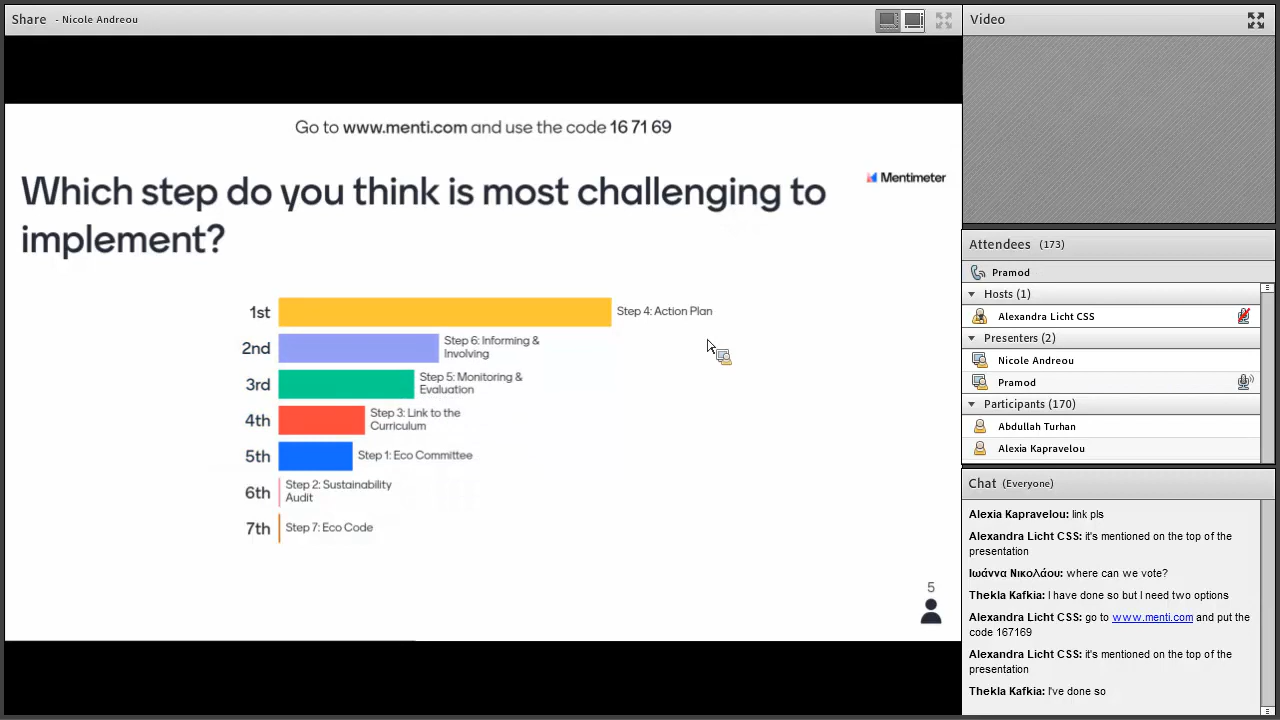 Share - Nicole Andreou
Go to www.menti.com and use the code 16 71 69
Which step do you think is most challenging to
implement?
Mentimeter
1st
Step 4: Action Plan
2nd
Step 6: Informing &
Involving
3rd
Step 5: Monitoring &
Evaluation
4th
Step 3: Link to the
Curriculum
5th
Step 1: Eco Committee
6th
Step 2: Sustainability
Audit
7th
Step 7: Eco Code
5
Video
Attendees (173)
Pramod
Hosts (1)
Alexandra Licht CSS
Presenters (2)
Nicole Andreou
Pramod
Participants (170)
Abdullah Turhan
Alexia Kapravelou
Chat (Everyone)
Alexia Kapravelou: link pls
Alexandra Licht CSS: it's mentioned on the top of the
presentation
Ιωάννα Νικολάου: where can we vote?
Thekla Kafkia: I have done so but I need two options
Alexandra Licht CSS: go to www.menti.com and put the
code 167169
Alexandra Licht CSS: it's mentioned on the top of the
presentation
Thekla Kafkia: I've done so